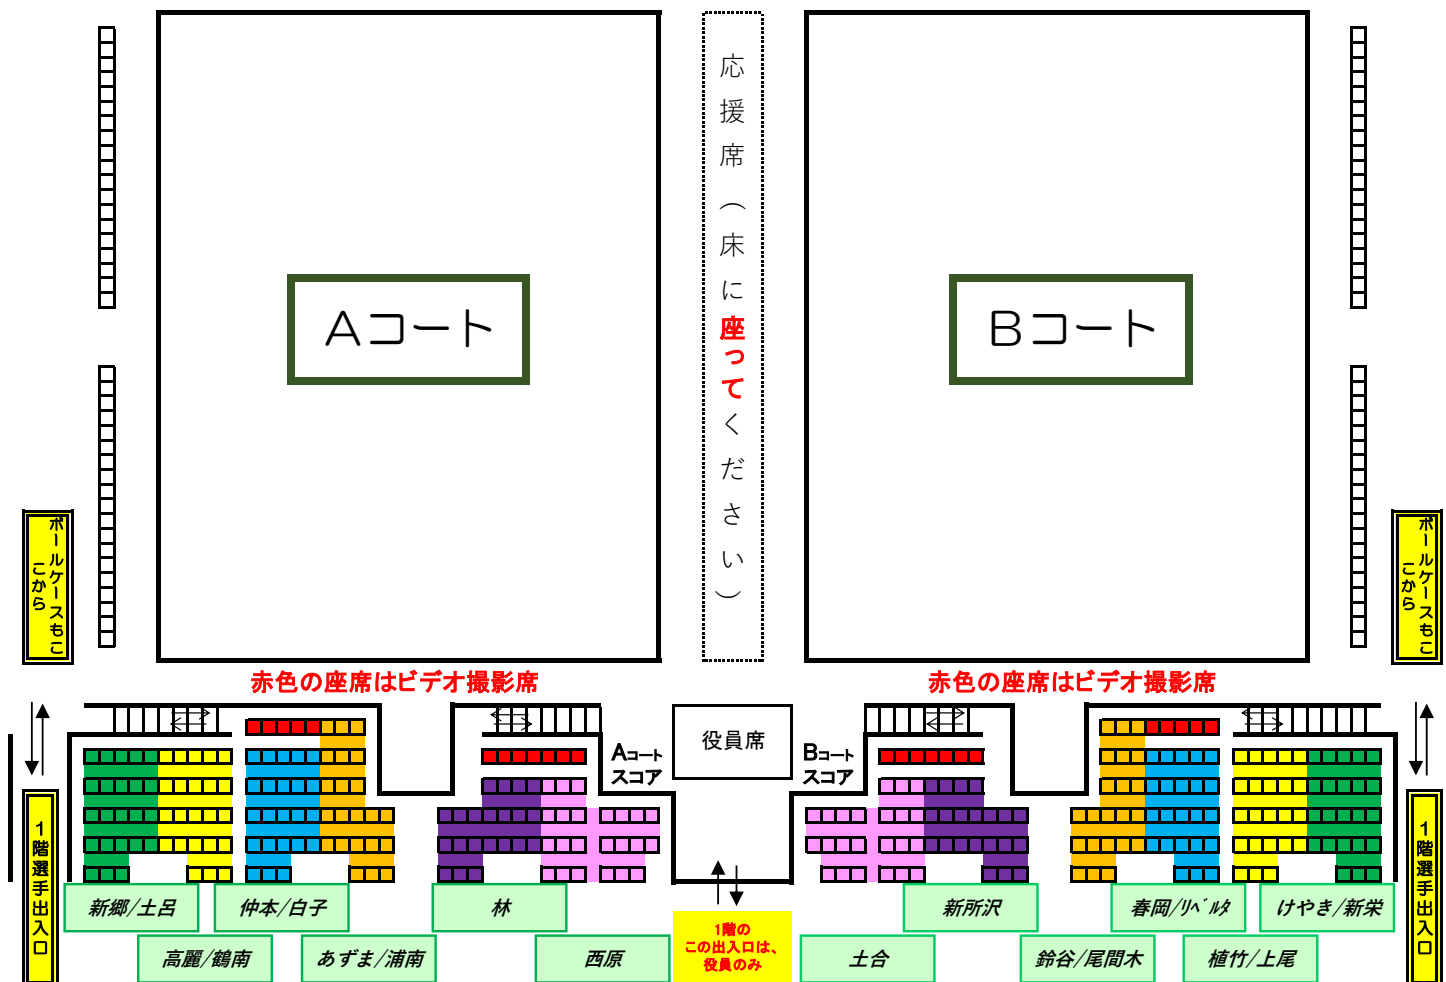 応援席（床に座ってください）
Aコート
Bコート
ボールケースもこ
こから
ボールケースもこ
こから
赤色の座席はビデオ撮影席
赤色の座席はビデオ撮影席
役員席
Aコート
スコア
Bコート
スコア
1階選手出入口
1階選手出入口
新郷/土呂
仲本/白子
林
新所沢
春岡/ﾘﾍﾞﾙﾀ
けやき/新栄
高麗/鶴南
あずま/浦南
西原
1階の
この出入口は、
役員のみ
土合
鈴谷/尾間木
植竹/上尾